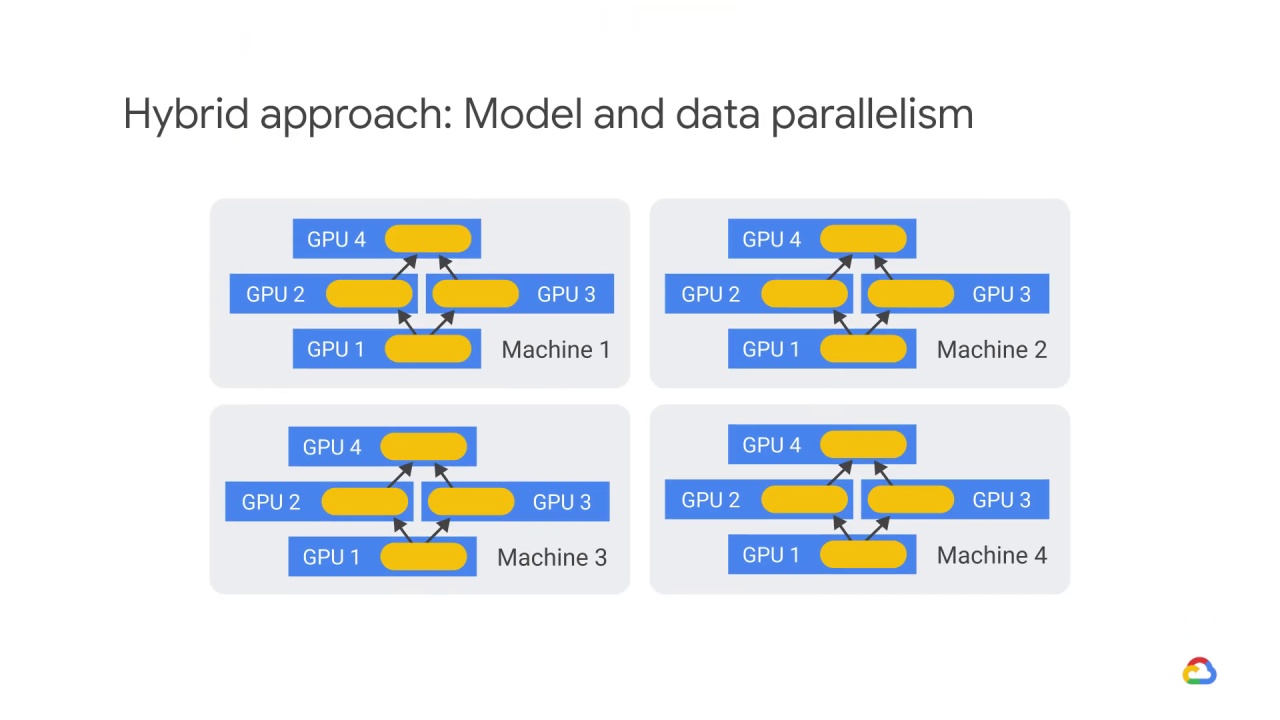 Hybrid approach: Model and data parallelism
GPU 4
GPU 2
GPU 3
GPU 1
Machine 1
GPU 4
GPU 2
GPU 3
GPU 1
Machine 2
GPU 4
GPU 2
GPU 3
GPU 1
Machine 3
GPU 4
GPU 2
GPU 3
GPU 1
Machine 4